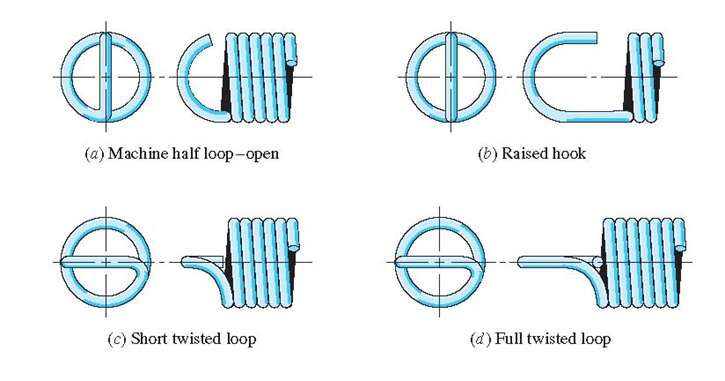 (a) Machine half loop–open
(b) Raised hook
(c) Short twisted loop
(d) Full twisted loop